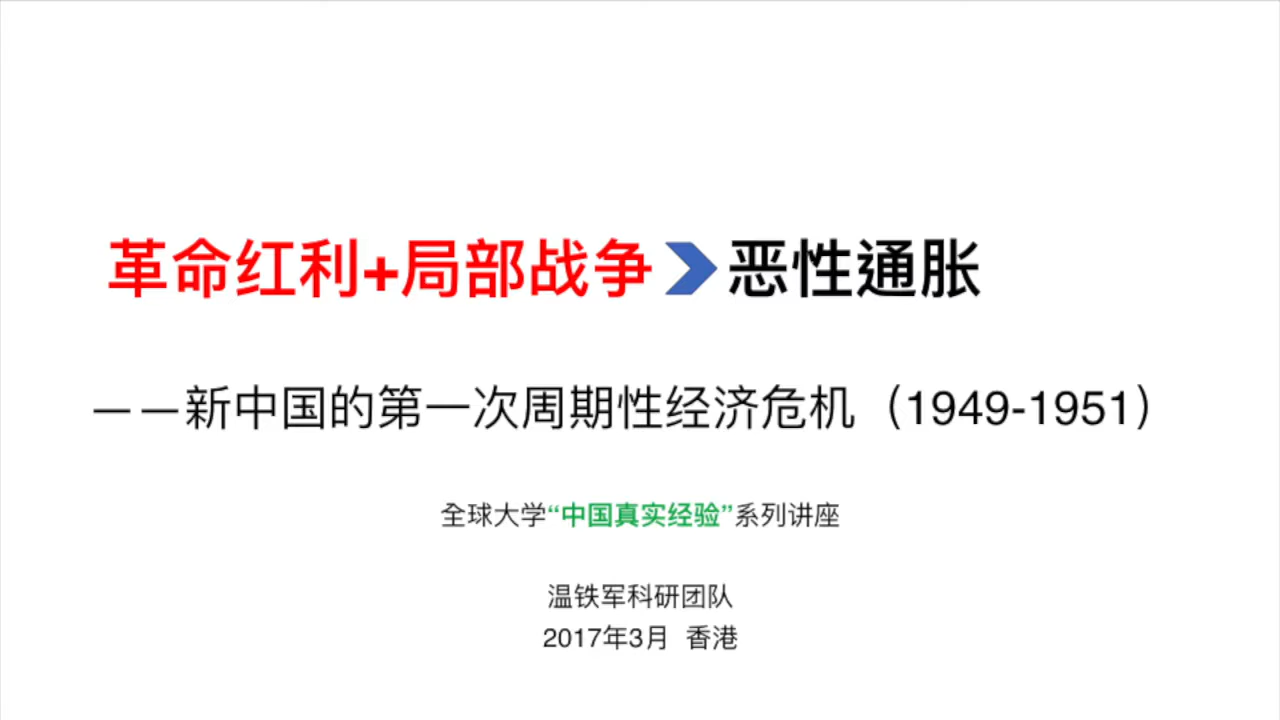 革命红利+局部战争 恶性通胀
——新中国的第一次周期性经济危机（1949-1951）
全球大学“中国真实经验”系列讲座
温铁军科研团队
2017年3月 香港